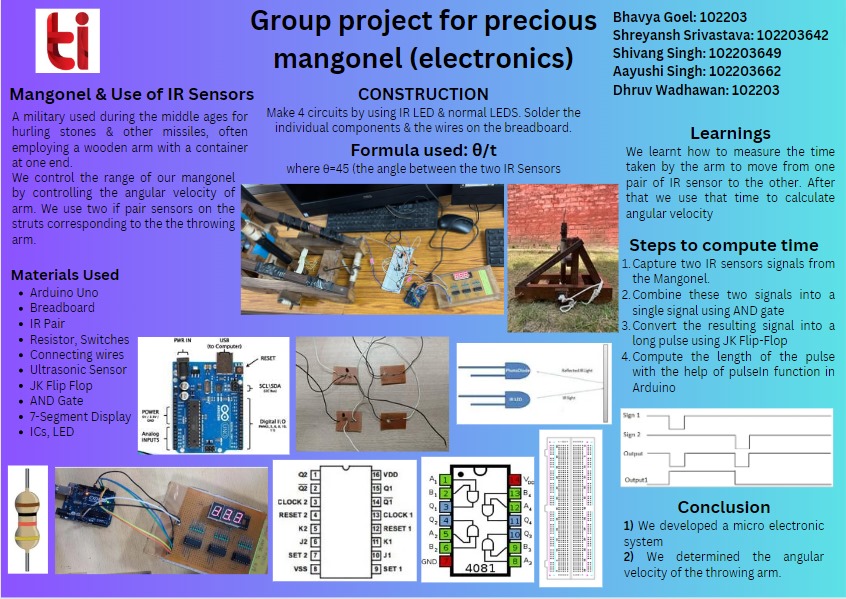 ti
Group project for precious
mangonel (electronics)
Bhavya Goel: 102203
Shreyansh Srivastava: 102203642
Shivang Singh: 102203649
Aayushi Singh: 102203662
Dhruv Wadhawan: 102203
Mangonel & Use of IR Sensors
A military used during the middle ages for
hurling stones & other missiles, often
employing a wooden arm with a container
at one end.
We control the range of our mangonel
by controlling the angular velocity of
arm. We use two if pair sensors on the
struts corresponding to the the throwing
arm.
Materials Used
Arduino Uno
Breadboard
IR Pair
Resistor, Switches
Connecting wires
Ultrasonic Sensor
JK Flip Flop
AND Gate
7-Segment Display
ICs, LED
CONSTRUCTION
Make 4 circuits by using IR LED & normal LEDS. Solder the
individual components & the wires on the breadboard.
Formula used: θ/t
where θ=45 (the angle between the two IR Sensors
Learnings
We learnt how to measure the time
taken by the arm to move from one
pair of IR sensor to the other. After
that we use that time to calculate
angular velocity
Steps to compute time
1. Capture two IR sensors signals from
the Mangonel.
2. Combine these two signals into a
single signal using AND gate
3. Convert the resulting signal into a
long pulse using JK Flip-Flop
4. Compute the length of the pulse
with the help of pulseIn function in
Arduino
PWR IN
USB
(to Computer)
RESET
SCL\SDA
POWER
Analog
INPUTS
Digital I/O
PhotoDiode
IR LED
Reflected IR light
IR light
Sign 1
Sign 2
Output
Output1
Q2 1 16 VDD
Q2 2 15 Q1
CLOCK 2 3 14 Q1
RESET 2 4 13 CLOCK 1
K2 5 12 RESET 1
J2 6 11 K1
SET 2 7 10 J1
VSS 8 9 SET 1
4081
GND
Conclusion
1) We developed a micro electronic
system
2) We determined the angular
velocity of the throwing arm.